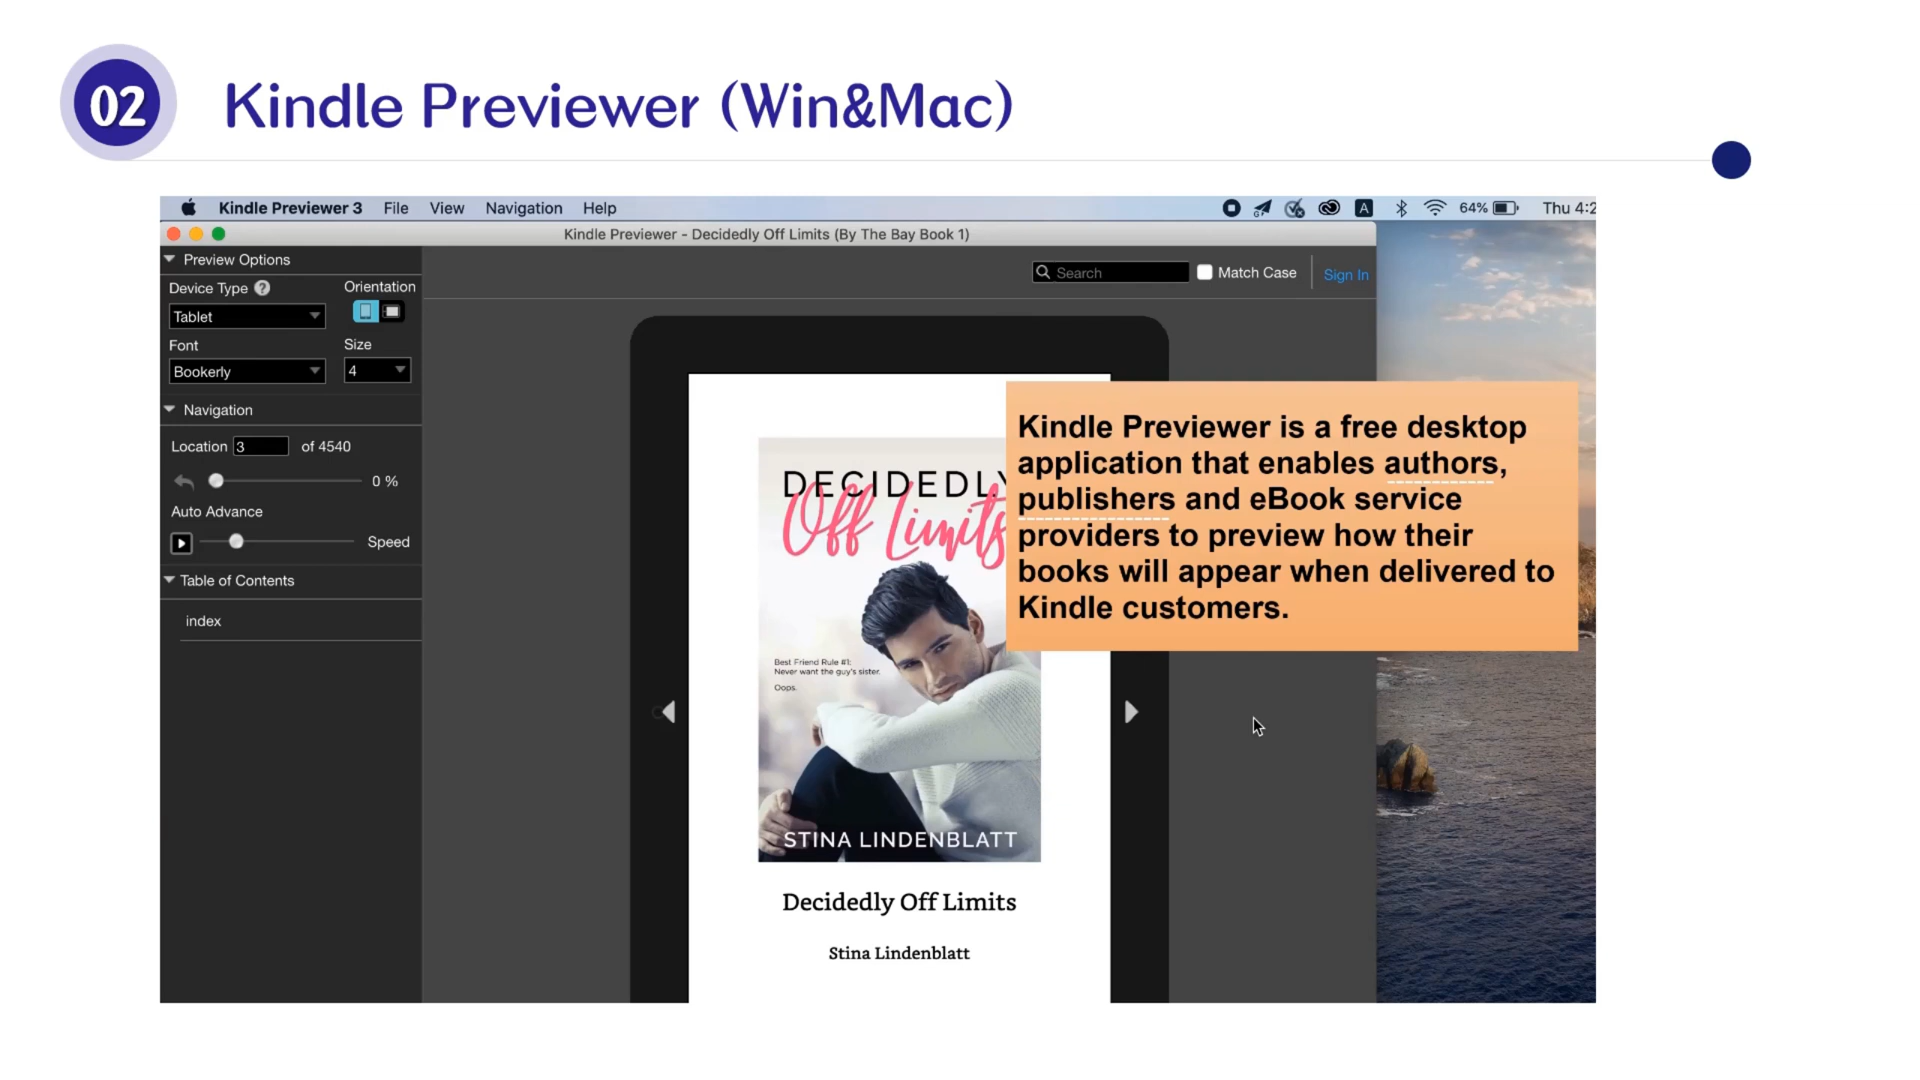 02
Kindle Previewer (Win&Mac)
Kindle Previewer 3 File View Navigation Help
A 64% Thu 4:2
Kindle Previewer - Decidedly Off Limits (By The Bay Book 1)
Preview Options
Search Match Case Sign In
Device Type ? Orientation
Tablet
Font Size
Bookerly 4
Navigation
Location 3 of 4540
0 %
Auto Advance
Speed
Table of Contents
index
DECIDEDLY
Off Limits
Best Friend Rule #1:
Never want the guy's sister.
Oops.
STINA LINDENBLATT
Decidedly Off Limits
Stina Lindenblatt
Kindle Previewer is a free desktop
application that enables authors,
publishers and eBook service
providers to preview how their
books will appear when delivered to
Kindle customers.